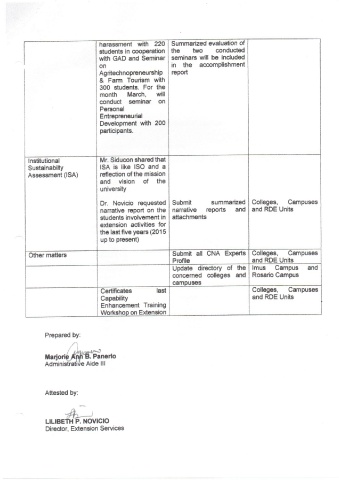 harassment with 220
students in cooperation
with GAD and Seminar
on
Agritechnopreneurship
& Farm Tourism with
300 students. For the
month March, will
conduct seminar on
Personal
Entrepreneurial
Development with 200
participants.
Summarized evaluation of
the two conducted
seminars will be included
in the accomplishment
report
Institutional
Sustainabilty
Assessment (ISA)
Mr. Siducon shared that
ISA is like ISO and a
reflection of the mission
and vision of the
university
Dr. Novicio requested
narrative report on the
students involvement in
extension activities for
the last five years (2015
up to present)
Submit summarized
narrative reports and
attachments
Colleges, Campuses
and RDE Units
Other matters
Submit all CNA Experts
Profile
Colleges, Campuses
and RDE Units
Update directory of the
concerned colleges and
campuses
Imus Campus and
Rosario Campus
Certificates last
Capability
Enhancement Training
Workshop on Extension
Colleges, Campuses
and RDE Units
Prepared by:
Marjorie Ann B. Panerio
Administrative Aide III
Attested by:
LILIBETH P. NOVICIO
Director, Extension Services